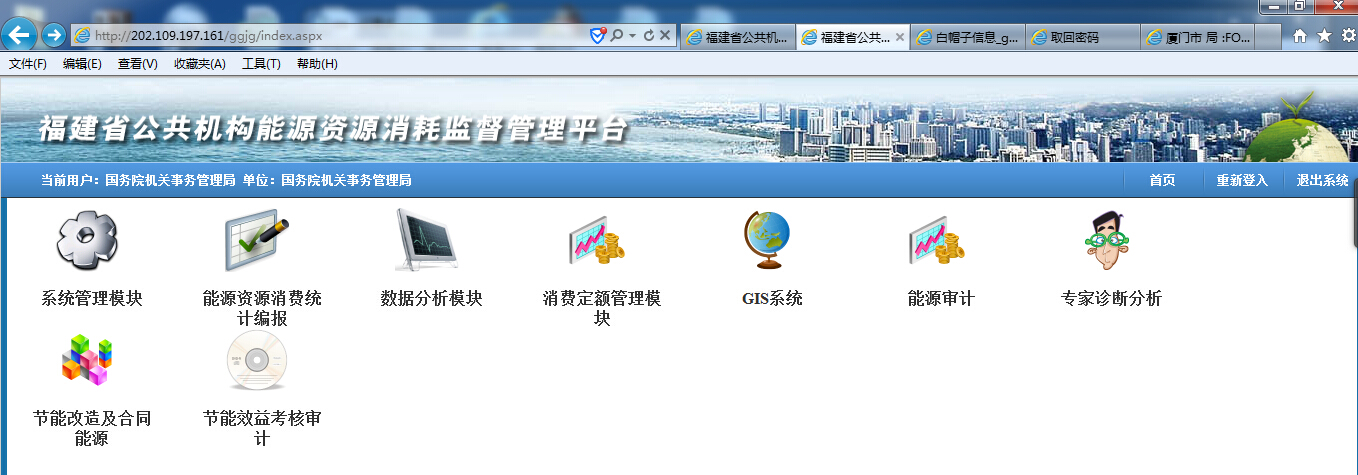 http://202.109.197.161/ggjg/index.aspx
福建省公共机...
福建省公共...
白帽子信息_g...
取回密码
厦门市 局 :FO...
文件(F) 编辑(E) 查看(V) 收藏夹(A) 工具(T) 帮助(H)
福建省公共机构能源资源消耗监督管理平台
当前用户：国务院机关事务管理局 单位：国务院机关事务管理局
首页 重新登入 退出系统
系统管理模块
能源资源消费统
计编报
数据分析模块
消费定额管理模
块
GIS系统
能源审计
专家诊断分析
节能改造及合同
能源
节能效益考核审
计